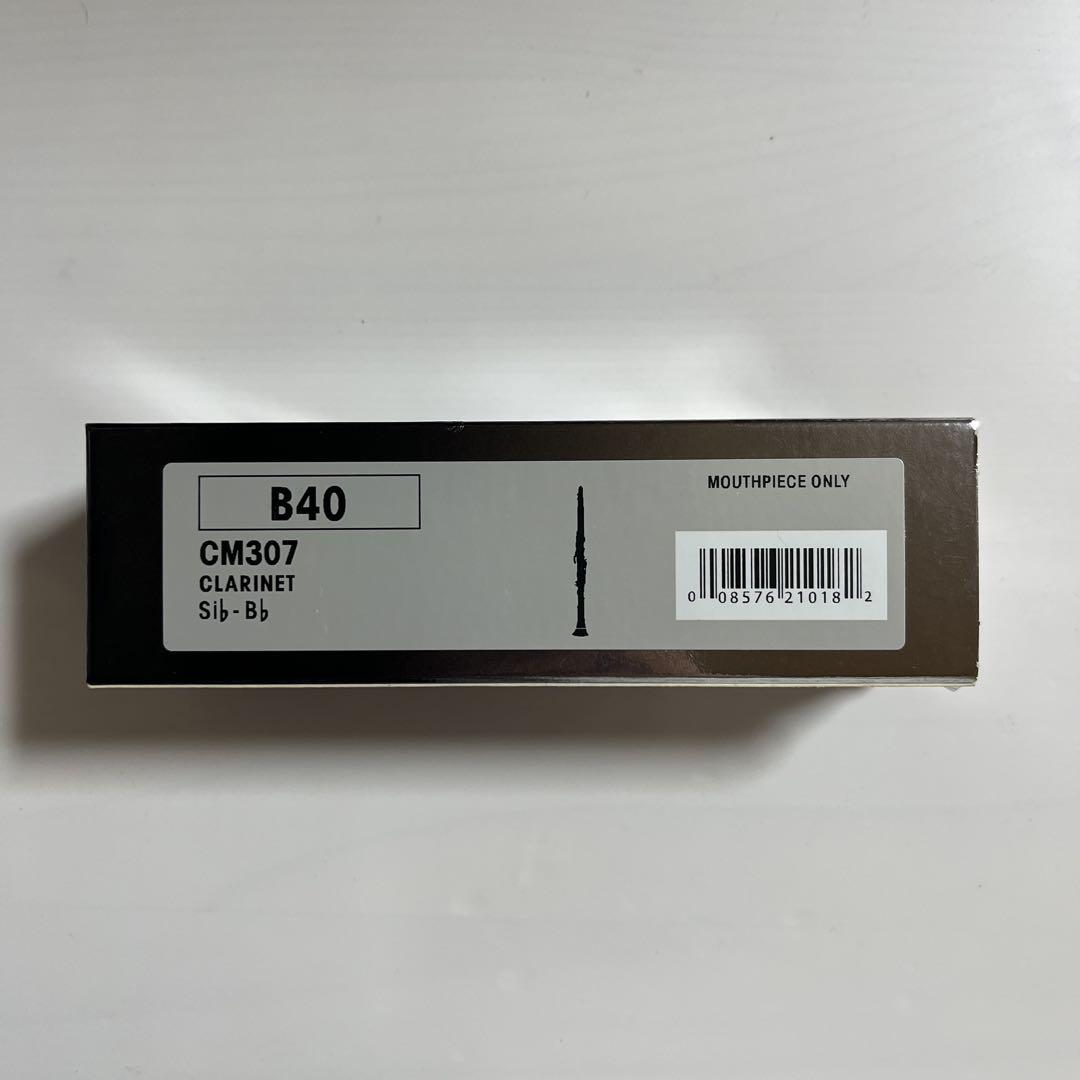 B40
CM307
CLARINET
Si♭-B♭
MOUTHPIECE ONLY
0 08576 21018 2